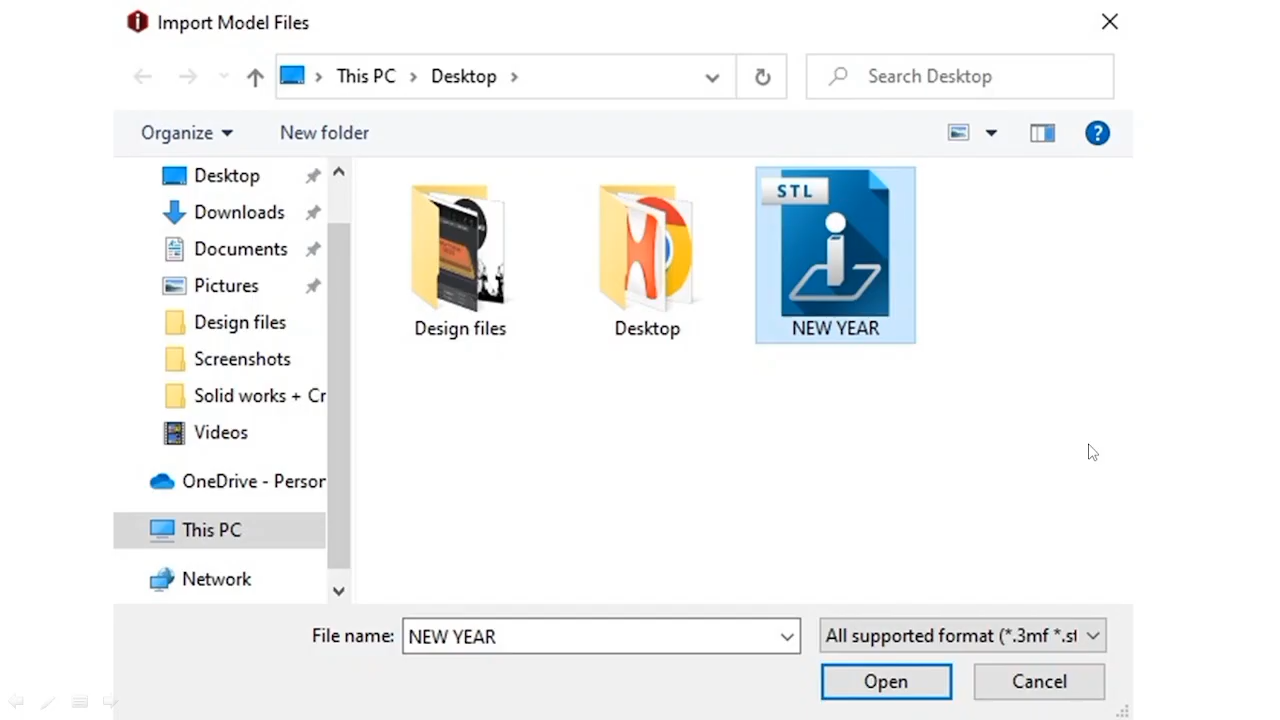 Import Model Files
This PC
Desktop
Search Desktop
Organize
New folder
Desktop
Downloads
Documents
Pictures
Design files
Screenshots
Solid works + Cr
Videos
OneDrive - Person
This PC
Network
Design files
Desktop
STL
NEW YEAR
File name:
NEW YEAR
All supported format (*.3mf *.st
Open
Cancel